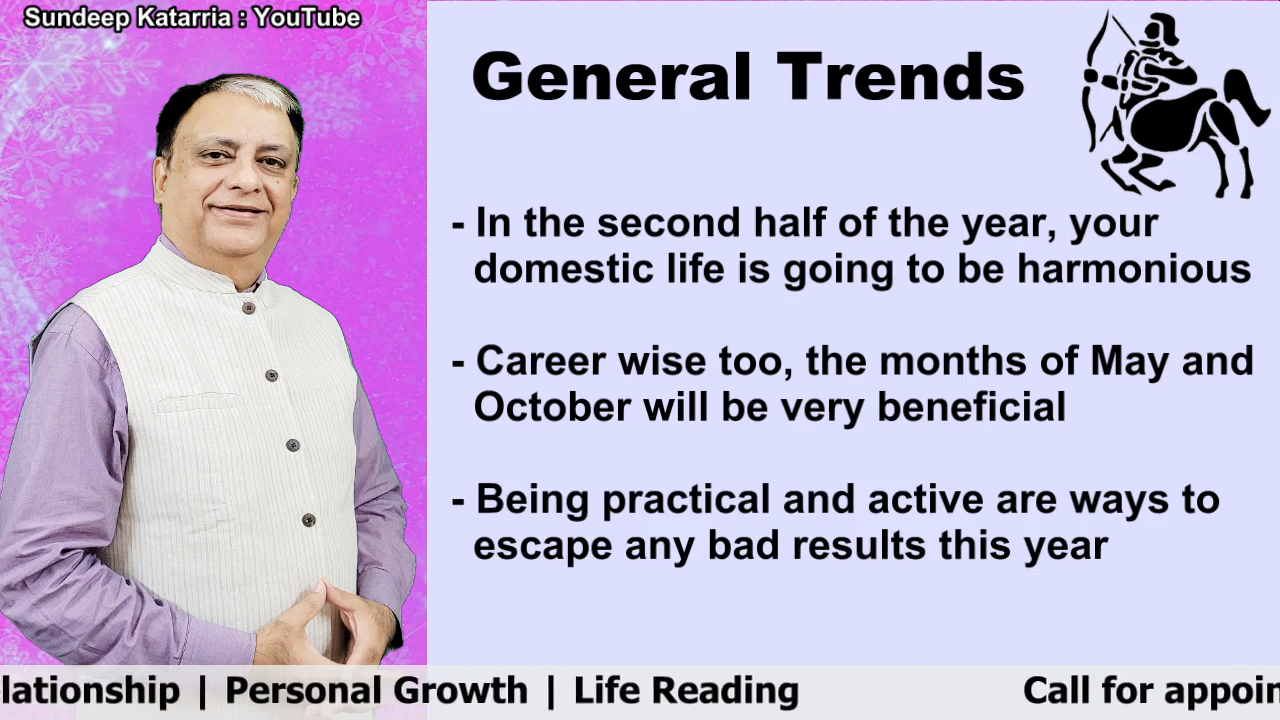 Sundeep Katarria : YouTube
General Trends
- In the second half of the year, your
domestic life is going to be harmonious
- Career wise too, the months of May and
October will be very beneficial
- Being practical and active are ways to
escape any bad results this year
lationship | Personal Growth | Life Reading
Call for appoin